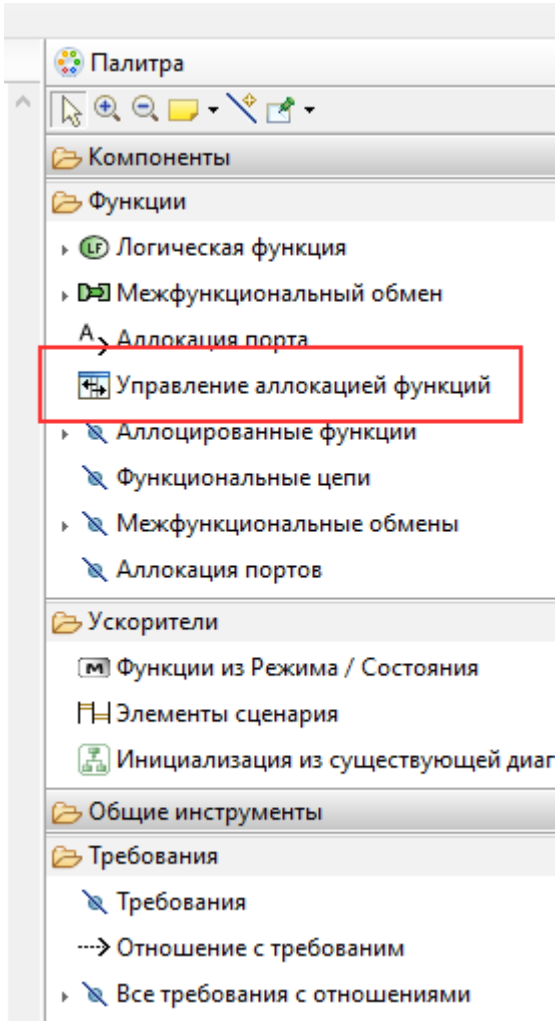 Палитра
Компоненты
Функции
LF Логическая функция
Межфункциональный обмен
A Аллокация порта
Управление аллокацией функций
Аллоцированные функции
Функциональные цепи
Межфункциональные обмены
Аллокация портов
Ускорители
M Функции из Режима / Состояния
Элементы сценария
Инициализация из существующей диаг
Общие инструменты
Требования
Требования
Отношение с требованим
Все требования с отношениями